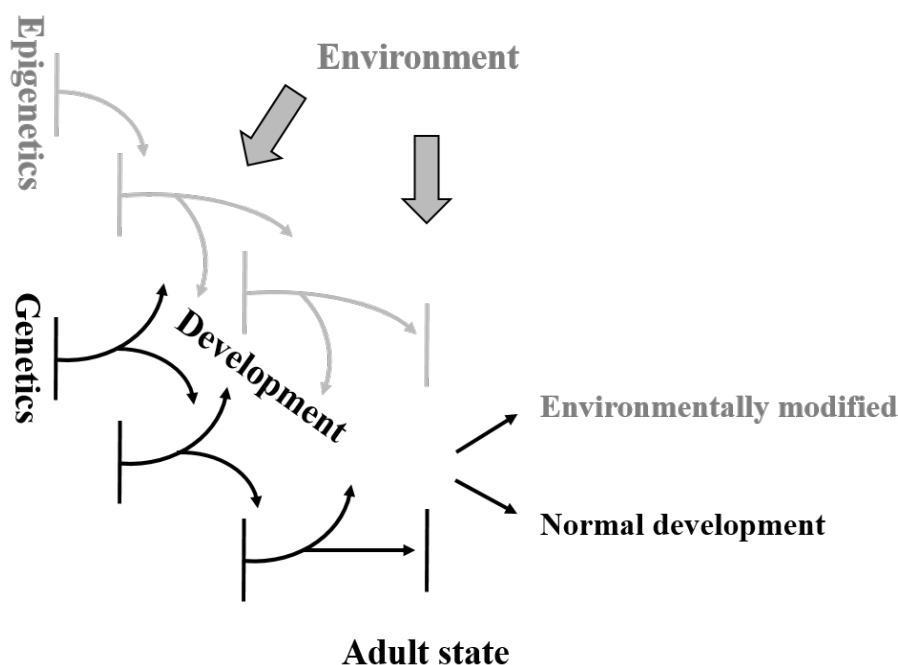 Epigenetics
Environment
Genetics
Development
Environmentally modified
Normal development
Adult state